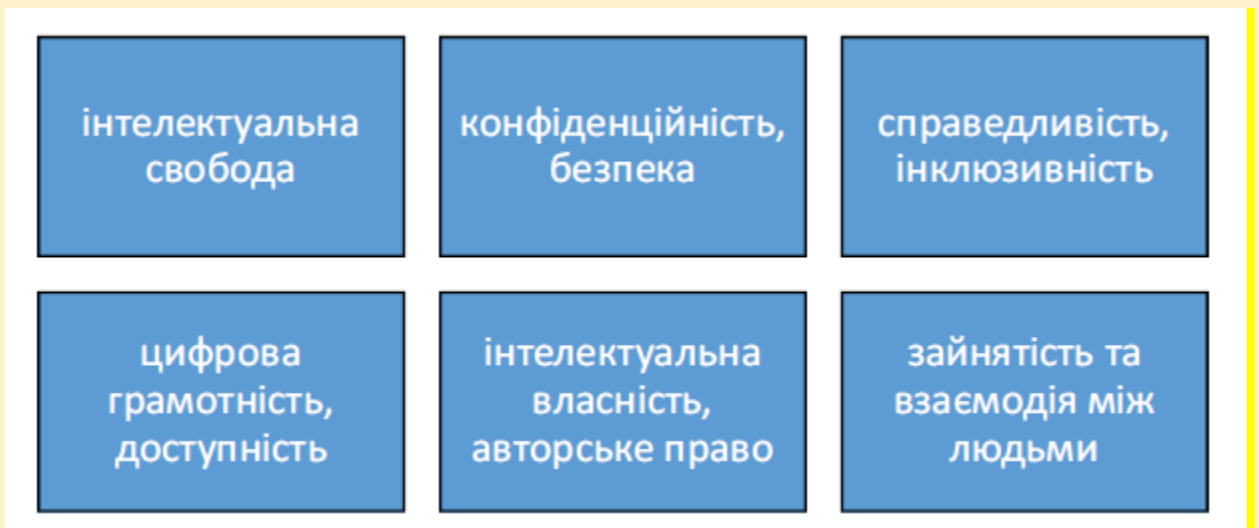 інтелектуальна
свобода
конфіденційність,
безпека
справедливість,
інклюзивність
цифрова
грамотність,
доступність
інтелектуальна
власність,
авторське право
зайнятість та
взаємодія між
людьми